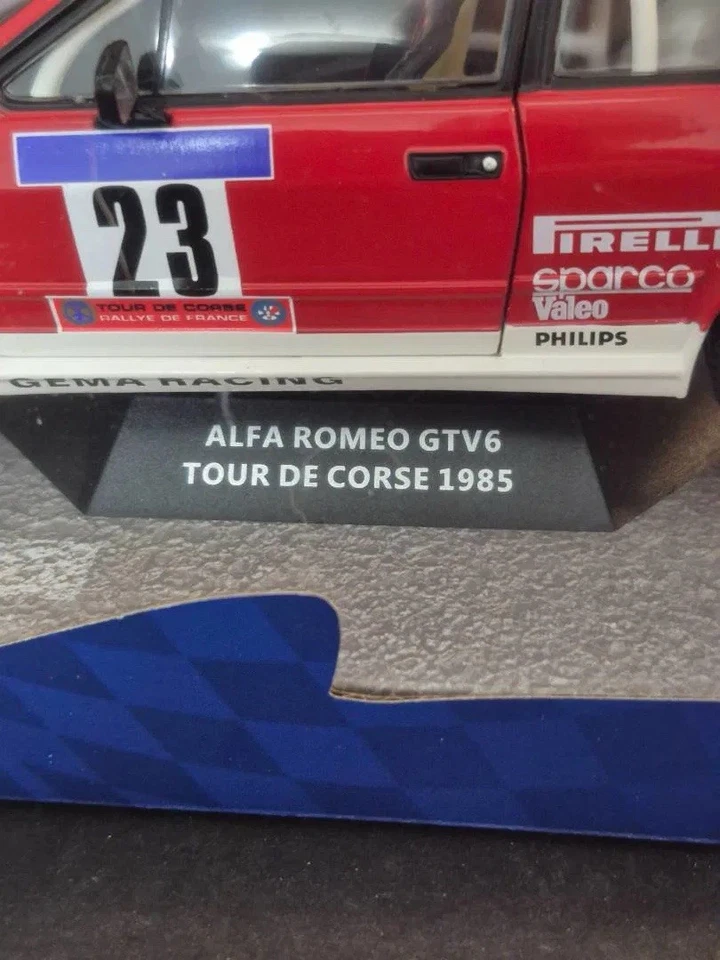 23
TOUR DE CORSE
RALLYE DE FRANCE
PIRELLI
sparco
Valeo
PHILIPS
GEMA RACING
ALFA ROMEO GTV6
TOUR DE CORSE 1985